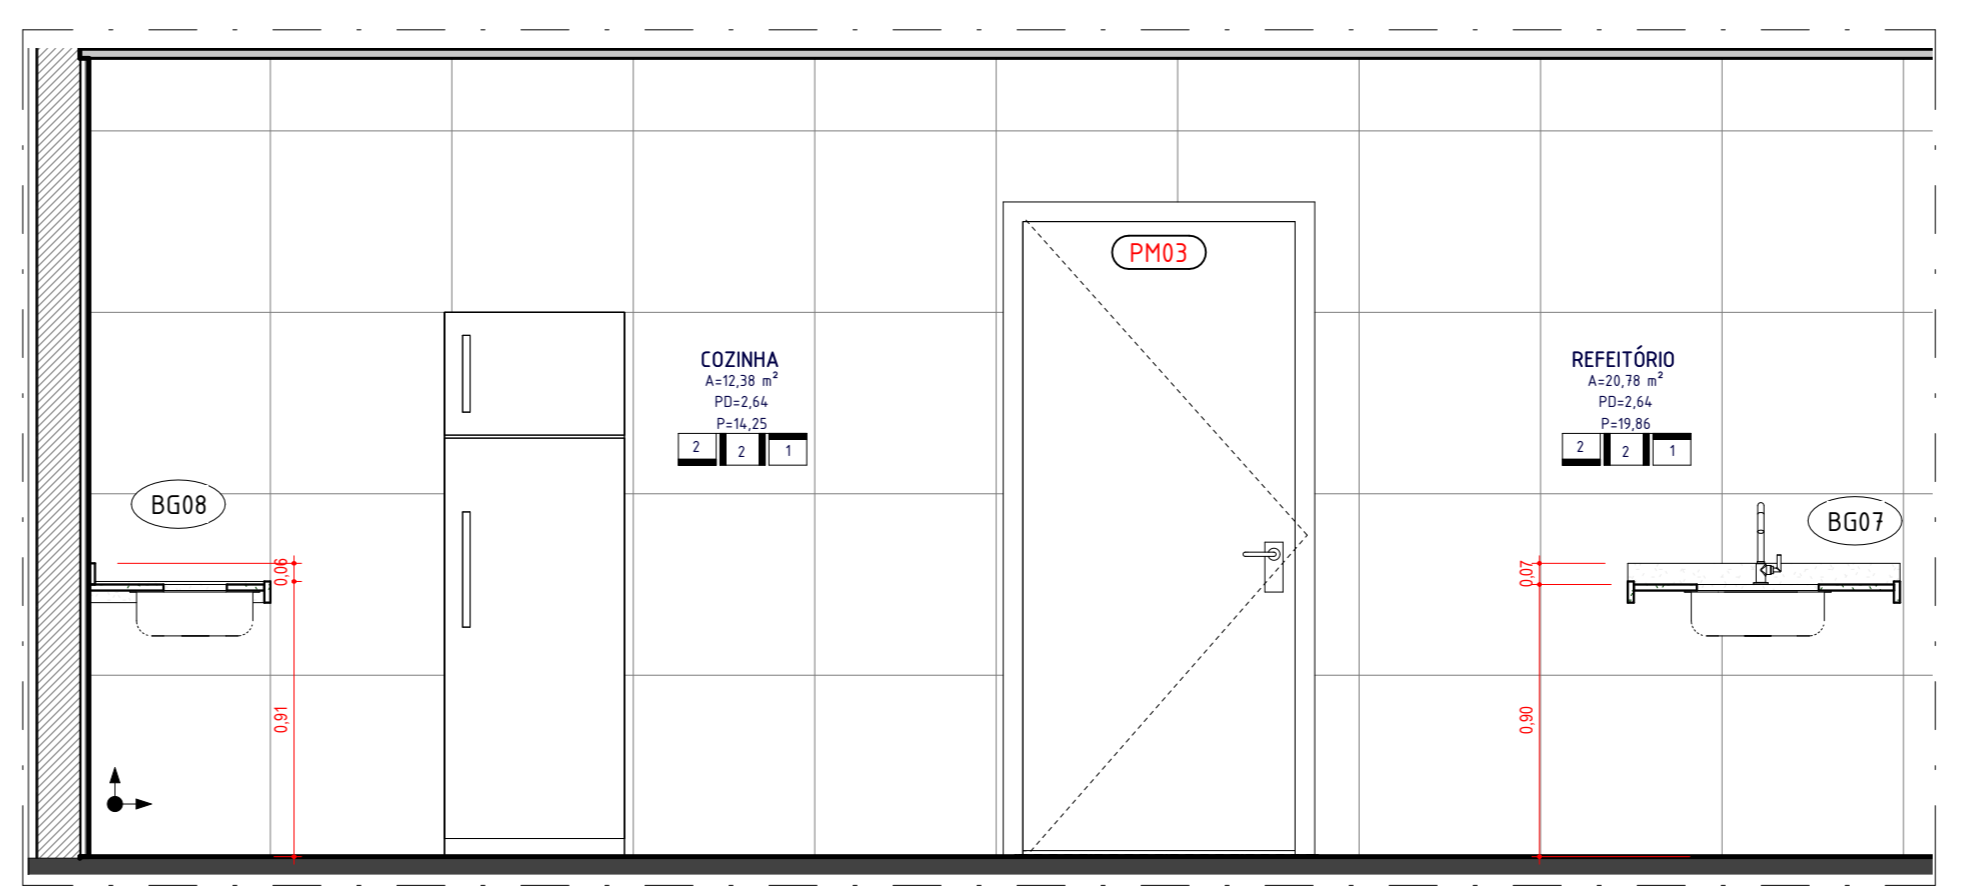 PM03
COZINHA
A=12,38 m²
PD=2,64
P=14,25
2 2 1
REFEITÓRIO
A=20,78 m²
PD=2,64
P=19,86
2 2 1
BG08
BG07
0,06
0,91
0,07
0,90